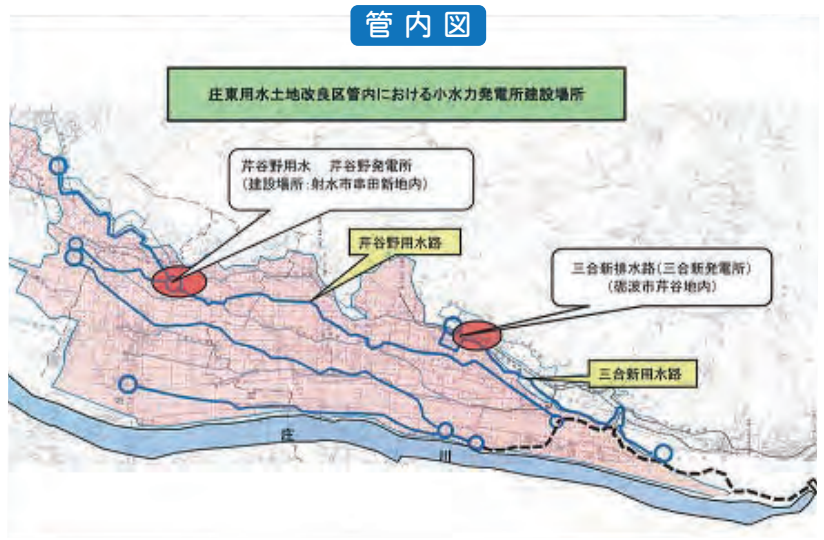 管内図
庄東用水土地改良区管内における小水力発電所建設場所
芹谷野用水　芹谷野発電所
（建設場所：射水市串田新地内）
芹谷野用水路
三合新排水路（三合新発電所）
（砺波市芹谷地内）
三合新用水路
庄
川